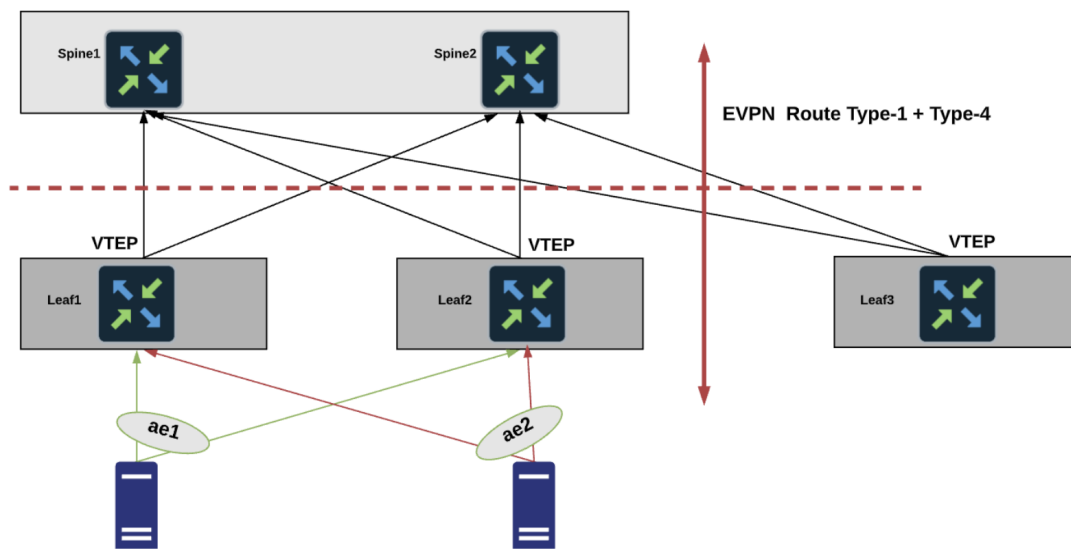 Spine1
Spine2
EVPN Route Type-1 + Type-4
VTEP
VTEP
VTEP
Leaf1
Leaf2
Leaf3
ae1
ae2